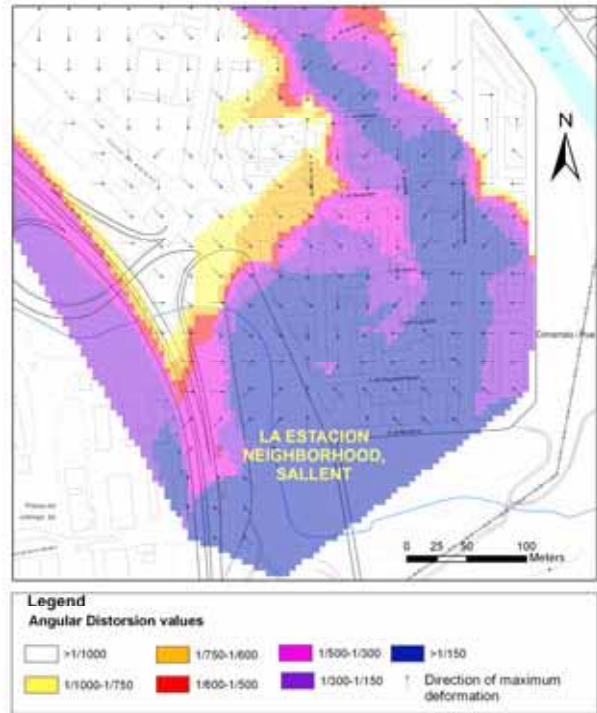 N
LA ESTACION
NEIGHBORHOOD,
SALLENT
0 25 50 100
Meters
Legend
Angular Distorsion values
>1/1000
1/750-1/600
1/500-1/300
>1/150
1/1000-1/750
1/600-1/500
1/300-1/150
Direction of maximum
deformation